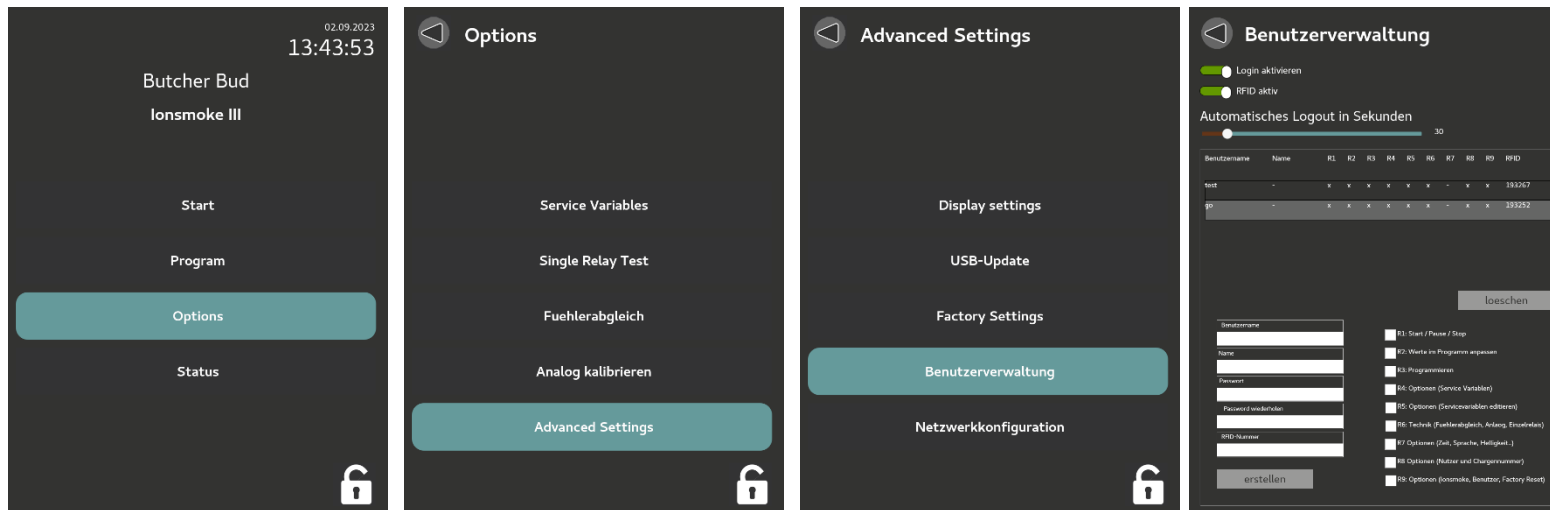 02.09.2023
13:43:53
Butcher Bud
Ionsmoke III
Start
Program
Options
Status
Options
Service Variables
Single Relay Test
Fuehlerabgleich
Analog kalibrieren
Advanced Settings
Advanced Settings
Display settings
USB-Update
Factory Settings
Benutzerverwaltung
Netzwerkkonfiguration
Benutzerverwaltung
Login aktivieren
RFID aktiv
Automatisches Logout in Sekunden
30
Benutzername Name R1 R2 R3 R4 R5 R6 R7 R8 R9 RFID
test - x x x x x x - x x 193267
go - x x x x x x - x x 193252
loeschen
Benutzername
Name
Passwort
Password wiederholen
RFID-Nummer
erstellen
R1: Start / Pause / Stop
R2: Werte im Programm anpassen
R3: Programmieren
R4: Optionen (Service Variablen)
R5: Optionen (Servicevariablen editieren)
R6: Technik (Fuehlerabgleich, Anlaog, Einzelrelais)
R7 Optionen (Zeit, Sprache, Helligkeit..)
R8 Optionen (Nutzer und Chargennummer)
R9: Optionen (Ionsmoke, Benutzer, Factory Reset)